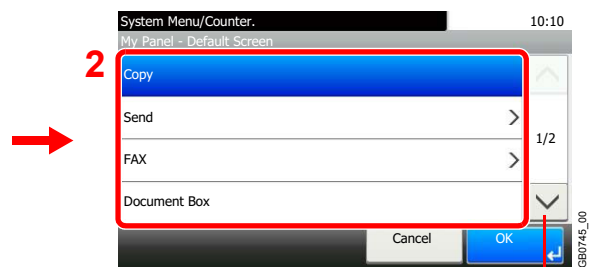 System Menu/Counter.
10:10
My Panel - Default Screen
2
Copy
Send
1/2
FAX
Document Box
Cancel
OK
GB0745_00